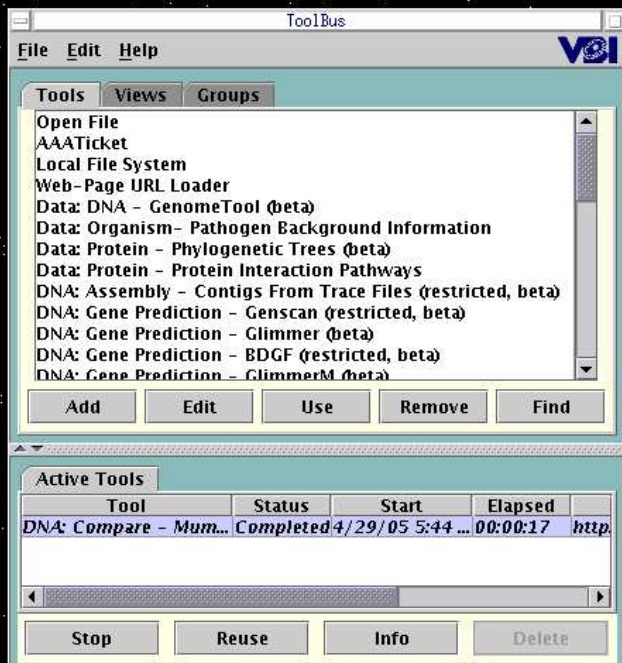 ToolBus
File Edit Help VBI
Tools Views Groups
Open File
AAATicket
Local File System
Web-Page URL Loader
Data: DNA - GenomeTool (beta)
Data: Organism- Pathogen Background Information
Data: Protein - Phylogenetic Trees (beta)
Data: Protein - Protein Interaction Pathways
DNA: Assembly - Contigs From Trace Files (restricted, beta)
DNA: Gene Prediction - Genscan (restricted, beta)
DNA: Gene Prediction - Glimmer (beta)
DNA: Gene Prediction - BDGF (restricted, beta)
DNA: Gene Prediction - GlimmerM (beta)
Add Edit Use Remove Find
Active Tools
Tool Status Start Elapsed
DNA: Compare - Mum... Completed 4/29/05 5:44 ... 00:00:17 http:
Stop Reuse Info Delete